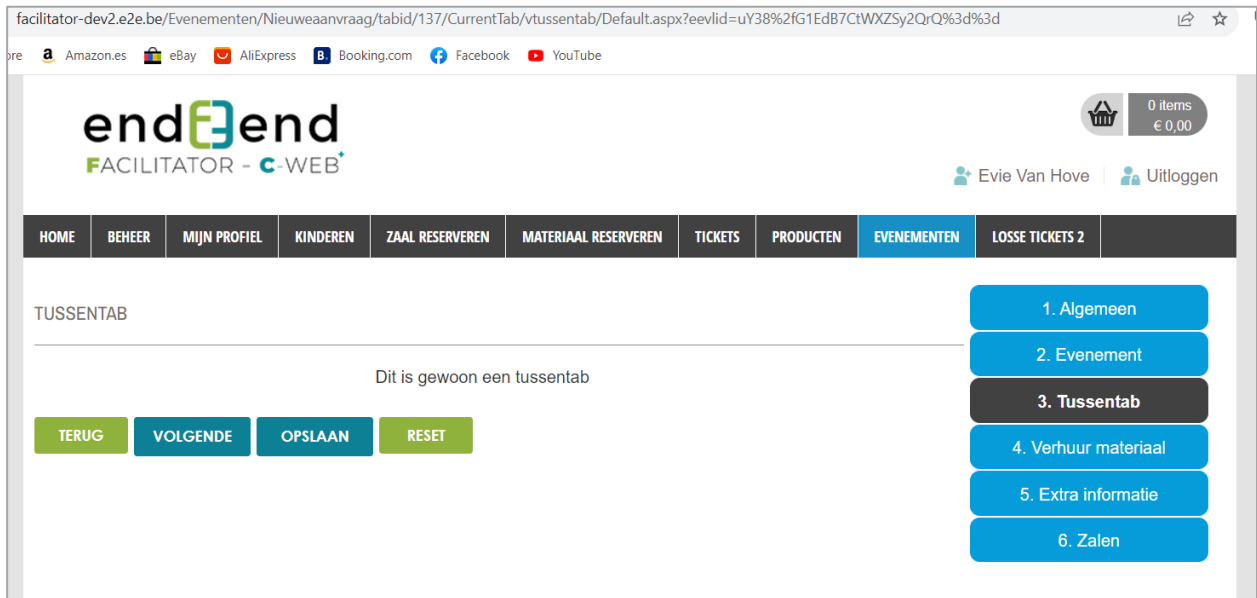 facilitator-dev2.e2e.be/Evenementen/Nieuweaanvraag/tabid/137/CurrentTab/vtussentab/Default.aspx?eevlid=uY38%2fG1EdB7CtWXZSy2QrQ%3d%3d
ore Amazon.es eBay AliExpress B. Booking.com Facebook YouTube
end end
FACILITATOR - C-WEB+
0 items
€ 0,00
Evie Van Hove Uitloggen
HOME BEHEER MIJN PROFIEL KINDEREN ZAAL RESERVEREN MATERIAAL RESERVEREN TICKETS PRODUCTEN EVENEMENTEN LOSSE TICKETS 2
TUSSENTAB
Dit is gewoon een tussentab
TERUG VOLGENDE OPSLAAN RESET
1. Algemeen
2. Evenement
3. Tussentab
4. Verhuur materiaal
5. Extra informatie
6. Zalen